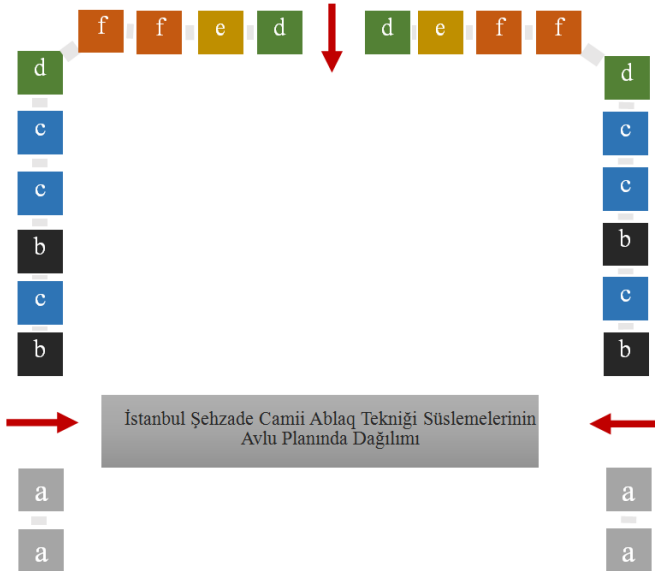 f f e d d e f f
d d
c c
c c
b b
c c
b b
İstanbul Şehzade Camii Ablaq Tekniği Süslemelerinin
Avlu Planında Dağılımı
a a
a a